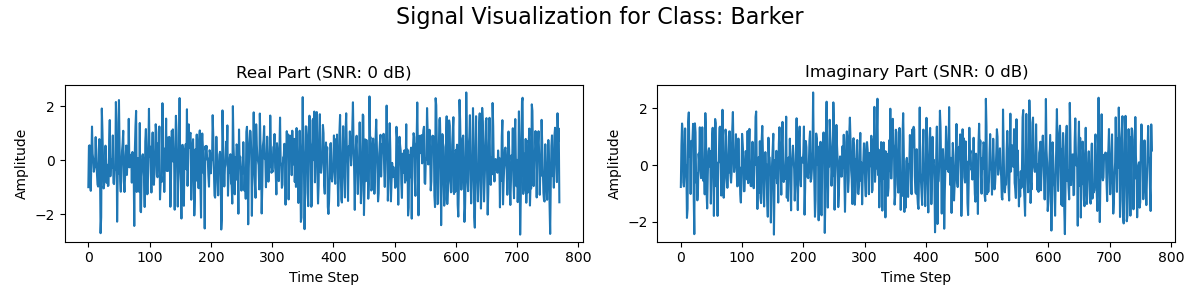 Signal Visualization for Class: Barker
Real Part (SNR: 0 dB)
Amplitude
2
0
−2
0 100 200 300 400 500 600 700 800
Time Step
Imaginary Part (SNR: 0 dB)
Amplitude
2
0
−2
0 100 200 300 400 500 600 700 800
Time Step